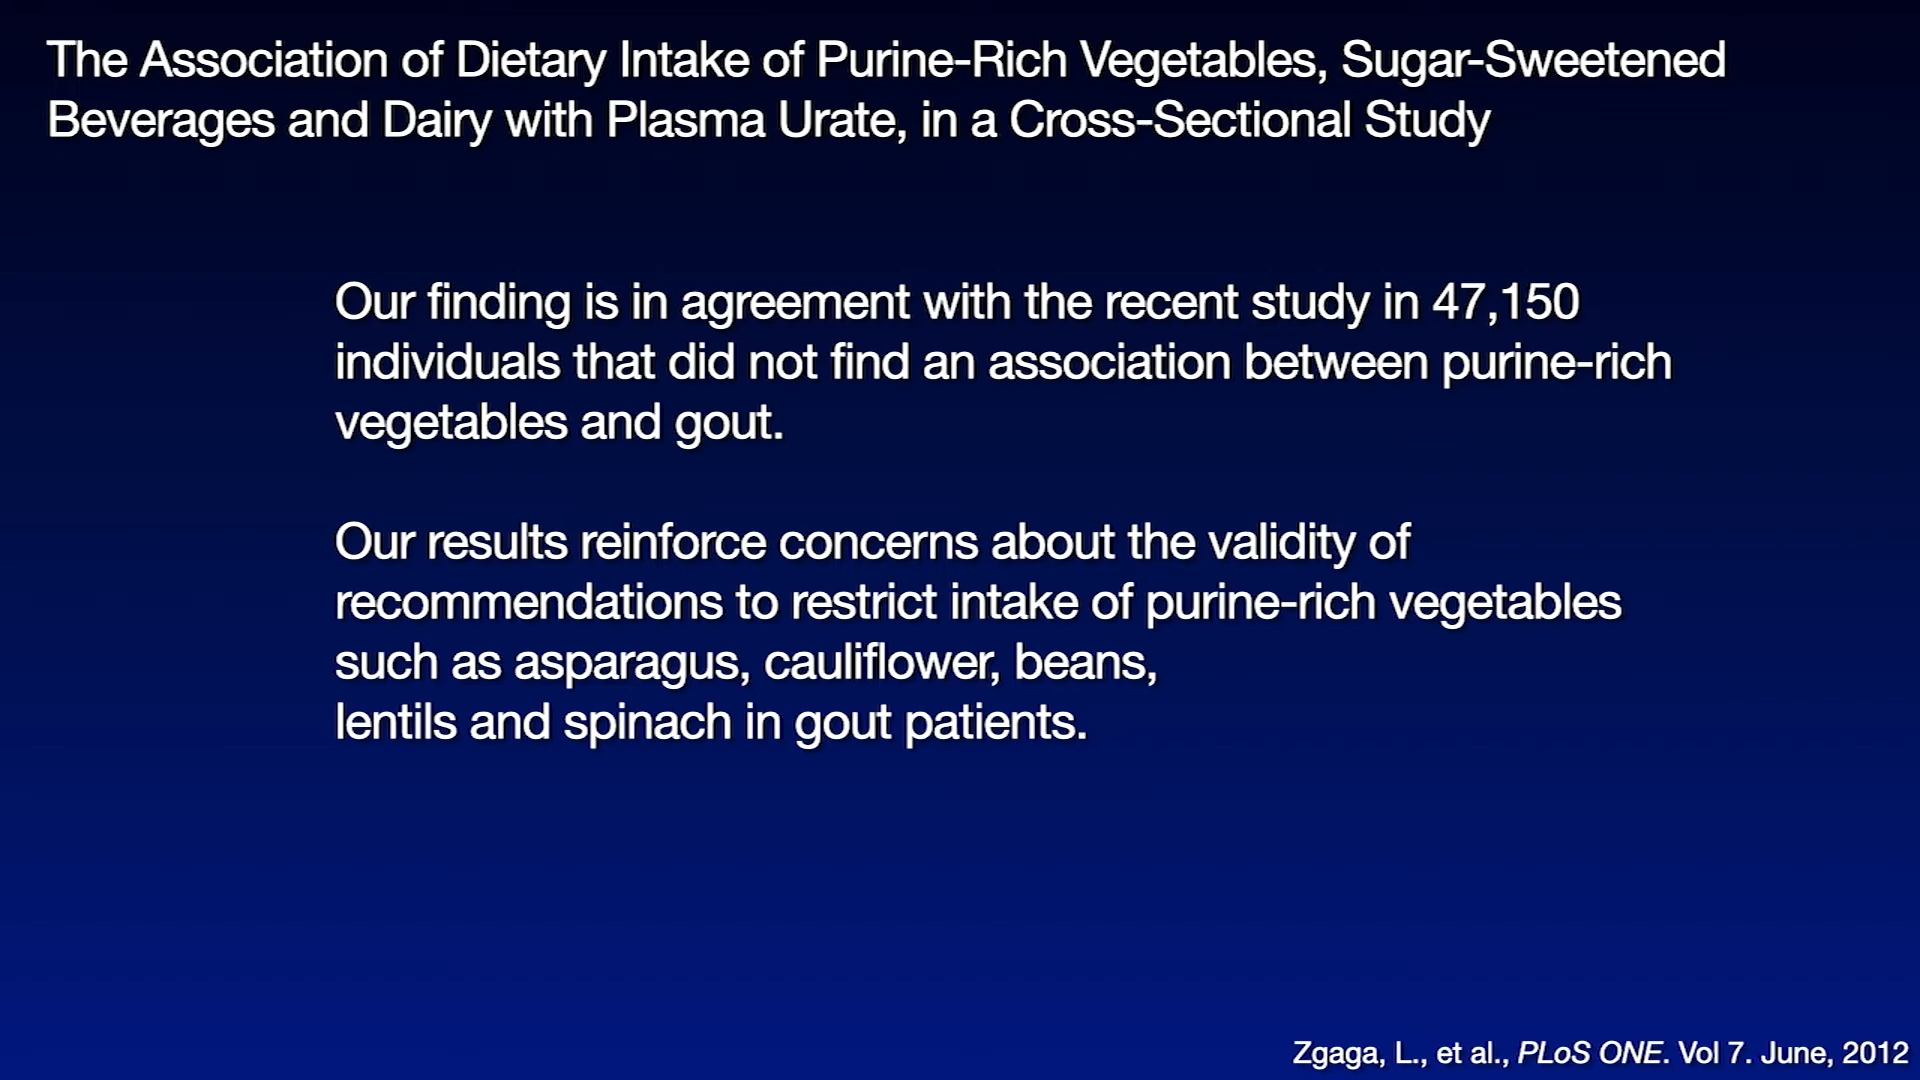 The Association of Dietary Intake of Purine-Rich Vegetables, Sugar-Sweetened
Beverages and Dairy with Plasma Urate, in a Cross-Sectional Study
Our finding is in agreement with the recent study in 47,150
individuals that did not find an association between purine-rich
vegetables and gout.
Our results reinforce concerns about the validity of
recommendations to restrict intake of purine-rich vegetables
such as asparagus, cauliflower, beans,
lentils and spinach in gout patients.
Zgaga, L., et al., PLoS ONE. Vol 7. June, 2012